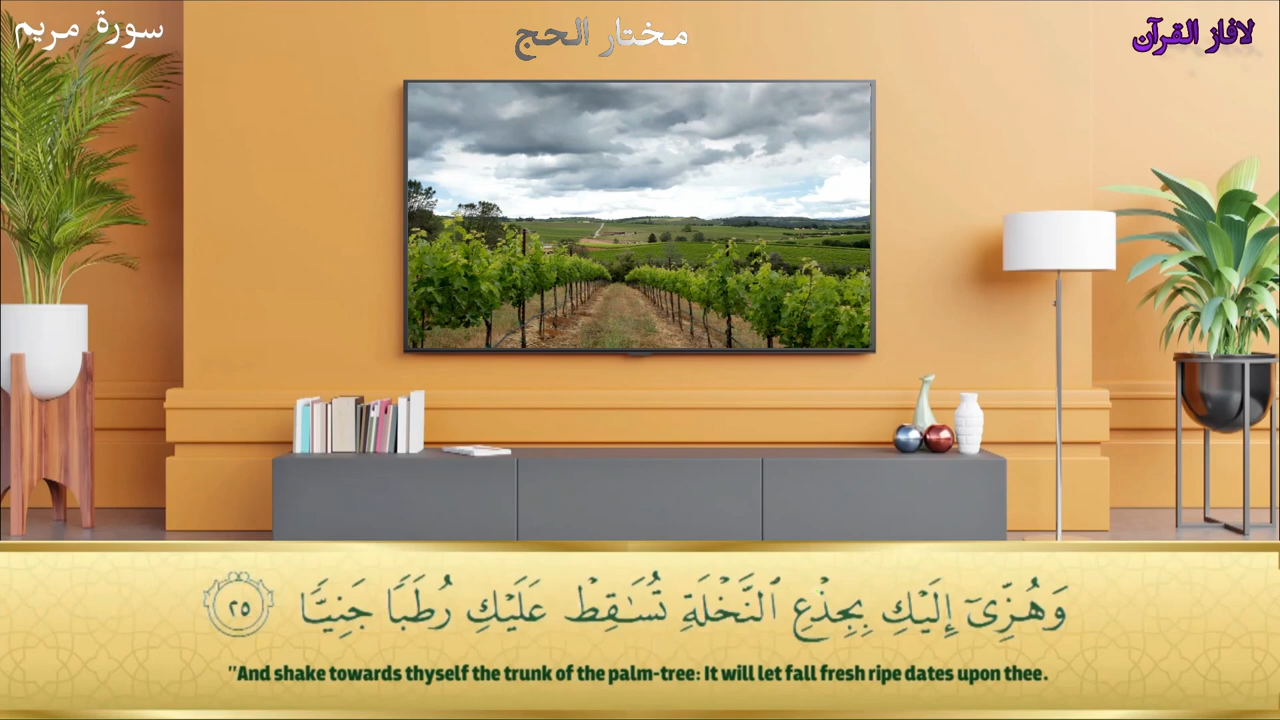 سورة مريم
مختار الحج
لافاز القرآن
وَهُزِّىٓ إِلَيْكِ بِجِذْعِ ٱلنَّخْلَةِ تُسَـٰقِطْ عَلَيْكِ رُطَبًا جَنِيًّا ٢٥
"And shake towards thyself the trunk of the palm-tree: It will let fall fresh ripe dates upon thee.